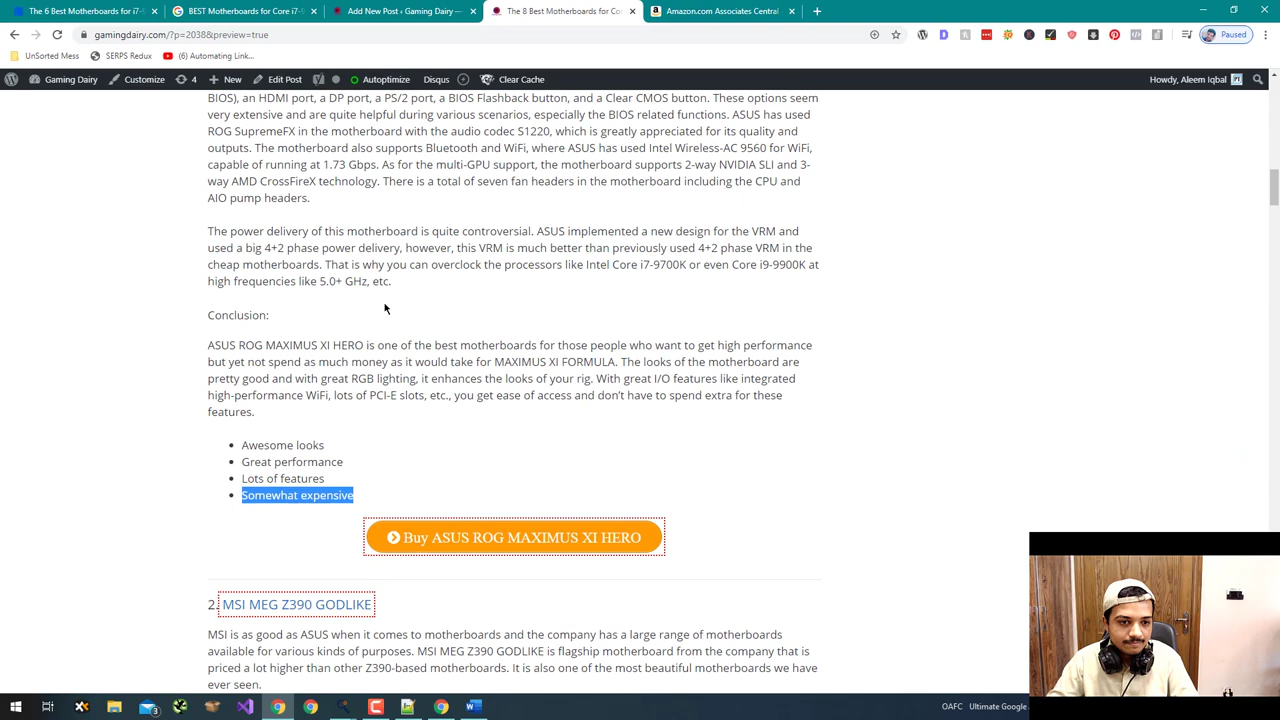 The 6 Best Motherboards for i7-9
BEST Motherboards for Core i7-9
Add New Post ‹ Gaming Dairy —
The 8 Best Motherboards for Cor
Amazon.com Associates Central
gamingdairy.com/?p=2038&preview=true
Paused
UnSorted Mess
SERPS Redux
(6) Automating Link...
Gaming Dairy
Customize
4
New
Edit Post
Autoptimize
Disqus
Clear Cache
Howdy, Aleem Iqbal
BIOS), an HDMI port, a DP port, a PS/2 port, a BIOS Flashback button, and a Clear CMOS button. These options seem
very extensive and are quite helpful during various scenarios, especially the BIOS related functions. ASUS has used
ROG SupremeFX in the motherboard with the audio codec S1220, which is greatly appreciated for its quality and
outputs. The motherboard also supports Bluetooth and WiFi, where ASUS has used Intel Wireless-AC 9560 for WiFi,
capable of running at 1.73 Gbps. As for the multi-GPU support, the motherboard supports 2-way NVIDIA SLI and 3-
way AMD CrossFireX technology. There is a total of seven fan headers in the motherboard including the CPU and
AIO pump headers.
The power delivery of this motherboard is quite controversial. ASUS implemented a new design for the VRM and
used a big 4+2 phase power delivery, however, this VRM is much better than previously used 4+2 phase VRM in the
cheap motherboards. That is why you can overclock the processors like Intel Core i7-9700K or even Core i9-9900K at
high frequencies like 5.0+ GHz, etc.
Conclusion:
ASUS ROG MAXIMUS XI HERO is one of the best motherboards for those people who want to get high performance
but yet not spend as much money as it would take for MAXIMUS XI FORMULA. The looks of the motherboard are
pretty good and with great RGB lighting, it enhances the looks of your rig. With great I/O features like integrated
high-performance WiFi, lots of PCI-E slots, etc., you get ease of access and don't have to spend extra for these
features.
Awesome looks
Great performance
Lots of features
Somewhat expensive
Buy ASUS ROG MAXIMUS XI HERO
2. MSI MEG Z390 GODLIKE
MSI is as good as ASUS when it comes to motherboards and the company has a large range of motherboards
available for various kinds of purposes. MSI MEG Z390 GODLIKE is flagship motherboard from the company that is
priced a lot higher than other Z390-based motherboards. It is also one of the most beautiful motherboards we have
ever seen.
OAFC
Ultimate Google